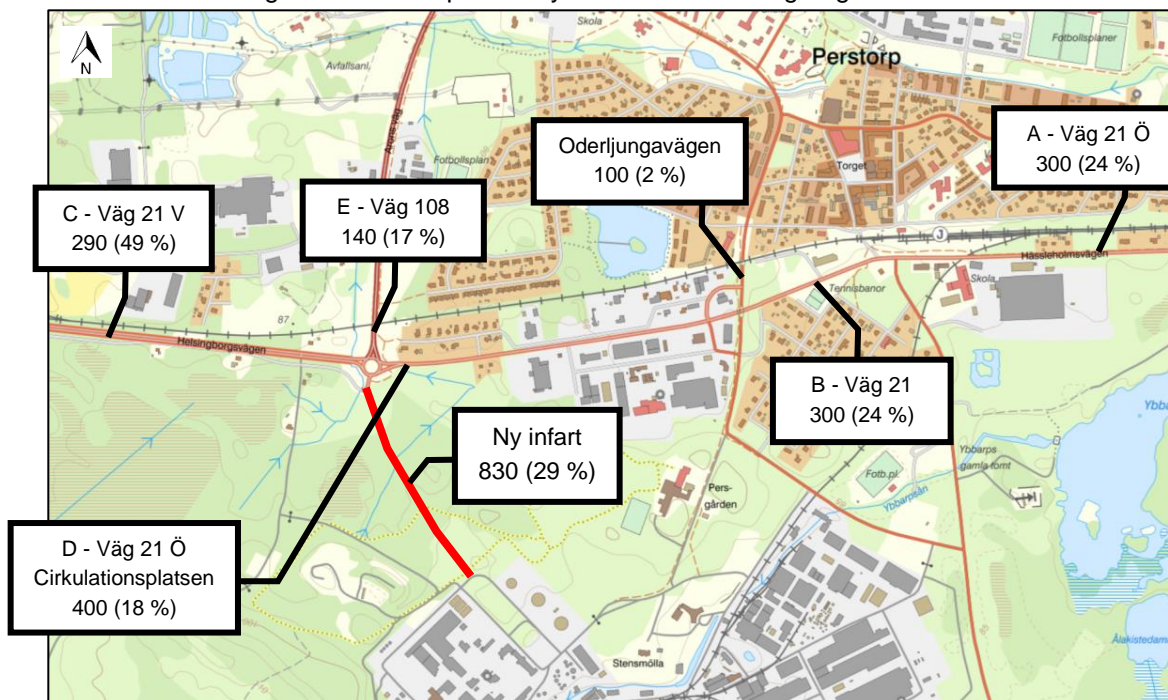 N
Avfallsanl.
Skola
Perstorp
Fotbollsplaner
Oderljungavägen
100 (2 %)
A - Väg 21 Ö
300 (24 %)
Fotbollsplan
Torget
C - Väg 21 V
290 (49 %)
E - Väg 108
140 (17 %)
J
Hässleholmsvägen
Skola
Tennisbanor
87
Helsingborgsvägen
B - Väg 21
300 (24 %)
Ny infart
830 (29 %)
Ybbarps
gamla tomt
Fotb.pl.
Ybbarpsån
Pers-
gården
D - Väg 21 Ö
Cirkulationsplatsen
400 (18 %)
Stensmölla
Ålakistedam